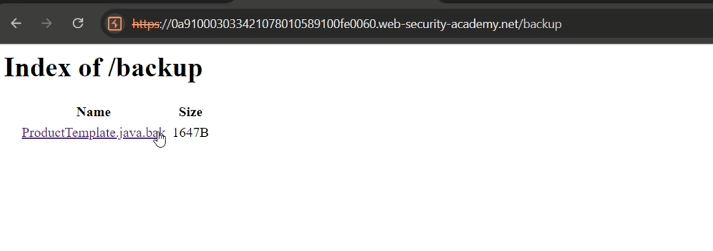 https://0a9100030334210780105891​00fe0060.web-security-academy.net/backup
Index of /backup
Name Size
ProductTemplate.java.bak 1647B